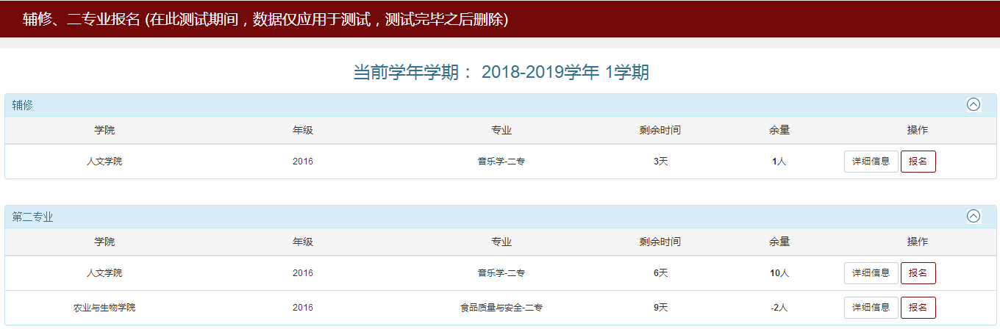 辅修、二专业报名 (在此测试期间，数据仅应用于测试，测试完毕之后删除)
当前学年学期： 2018-2019学年 1学期
辅修
学院 年级 专业 剩余时间 余量 操作
人文学院 2016 音乐学-二专 3天 1人 详细信息 报名
第二专业
学院 年级 专业 剩余时间 余量 操作
人文学院 2016 音乐学-二专 6天 10人 详细信息 报名
农业与生物学院 2016 食品质量与安全-二专 9天 -2人 详细信息 报名